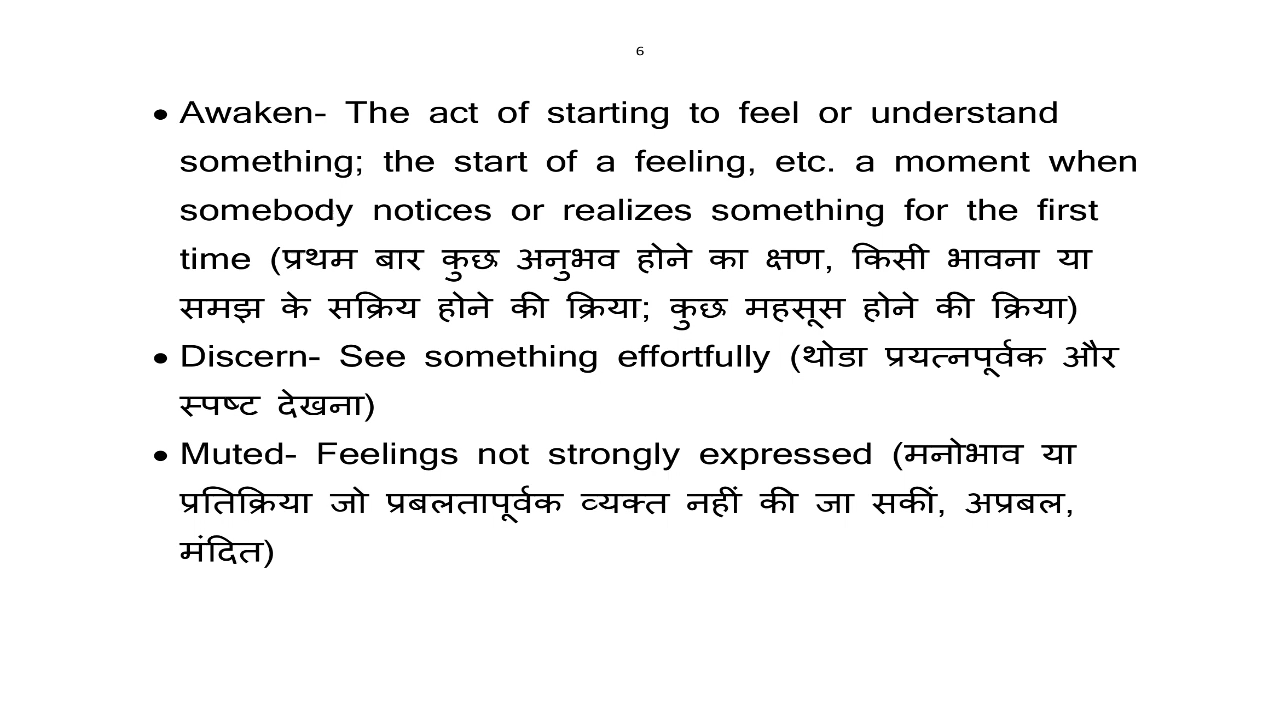 6
• Awaken- The act of starting to feel or understand
something; the start of a feeling, etc. a moment when
somebody notices or realizes something for the first
time (प्रथम बार कुछ अनुभव होने का क्षण, किसी भावना या
समझ के सक्रिय होने की क्रिया; कुछ महसूस होने की क्रिया)
• Discern- See something effortfully (थोडा प्रयत्नपूर्वक और
स्पष्ट देखना)
• Muted- Feelings not strongly expressed (मनोभाव या
प्रतिक्रिया जो प्रबलतापूर्वक व्यक्त नहीं की जा सकीं, अप्रबल,
मंदित)